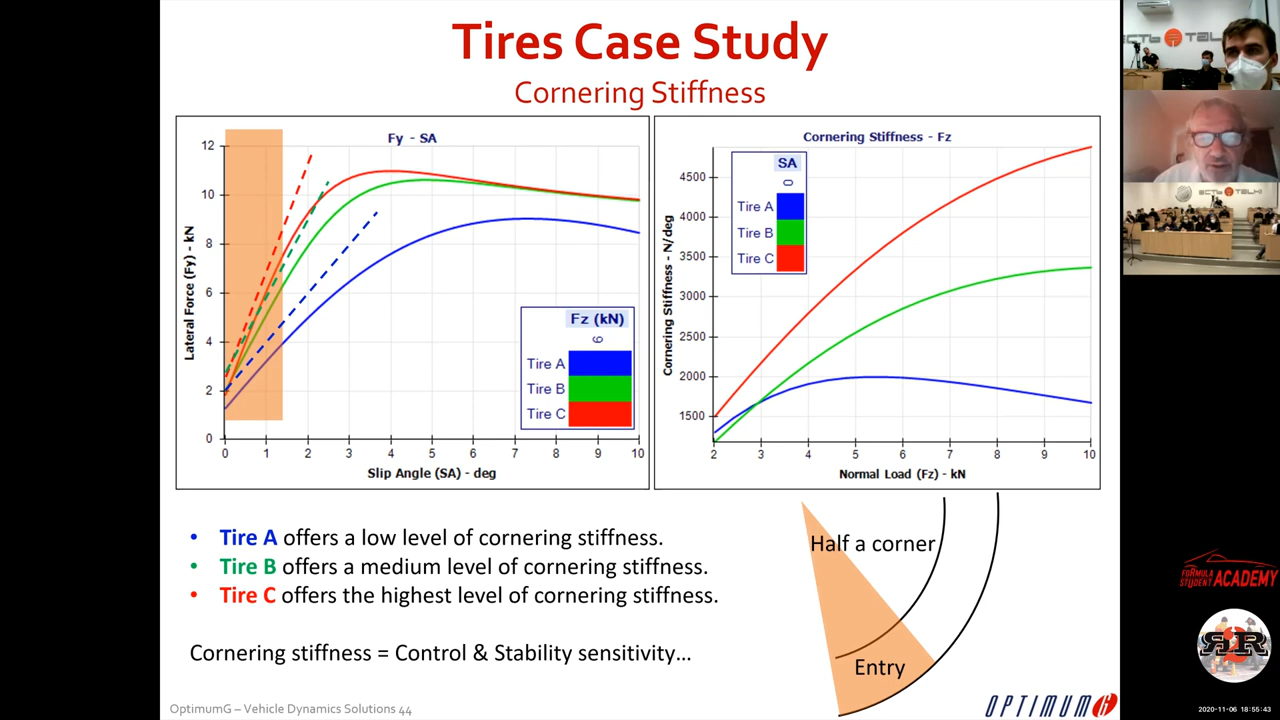 Tires Case Study
Cornering Stiffness
Fy - SA
12
10
8
6
4
2
0
0 1 2 3 4 5 6 7 8 9 10
Lateral Force (Fy) - kN
Slip Angle (SA) - deg
Fz (kN)
6
Tire A
Tire B
Tire C
Cornering Stiffness - Fz
4500
4000
3500
3000
2500
2000
1500
2 3 4 5 6 7 8 9 10
Cornering Stiffness - N/deg
Normal Load (Fz) - kN
SA
0
Tire A
Tire B
Tire C
• Tire A offers a low level of cornering stiffness.
• Tire B offers a medium level of cornering stiffness.
• Tire C offers the highest level of cornering stiffness.
Cornering stiffness = Control & Stability sensitivity...
Half a corner
Entry
OptimumG – Vehicle Dynamics Solutions 44
OPTIMUMG
FORMULA STUDENT ACADEMY
2020-11-06 18:55:43